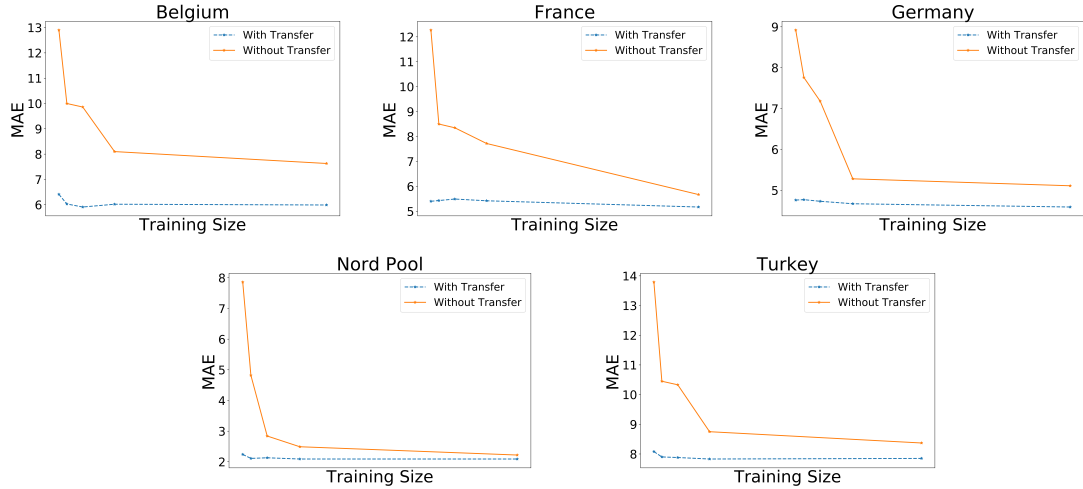 Belgium
13
12
11
10
9
8
7
6
MAE
With Transfer
Without Transfer
Training Size
France
12
11
10
9
8
7
6
5
MAE
With Transfer
Without Transfer
Training Size
Germany
9
8
7
6
5
MAE
With Transfer
Without Transfer
Training Size
Nord Pool
8
7
6
5
4
3
2
MAE
With Transfer
Without Transfer
Training Size
Turkey
14
13
12
11
10
9
8
MAE
With Transfer
Without Transfer
Training Size